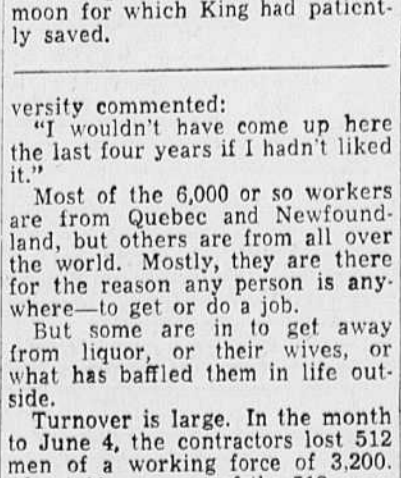 moon for which King had patient-
ly saved.
versity commented:
"I wouldn't have come up here
the last four years if I hadn't liked
it."
Most of the 6,000 or so workers
are from Quebec and Newfound-
land, but others are from all over
the world. Mostly, they are there
for the reason any person is any-
where—to get or do a job.
But some are in to get away
from liquor, or their wives, or
what has baffled them in life out-
side.
Turnover is large. In the month
to June 4, the contractors lost 512
men of a working force of 3,200.